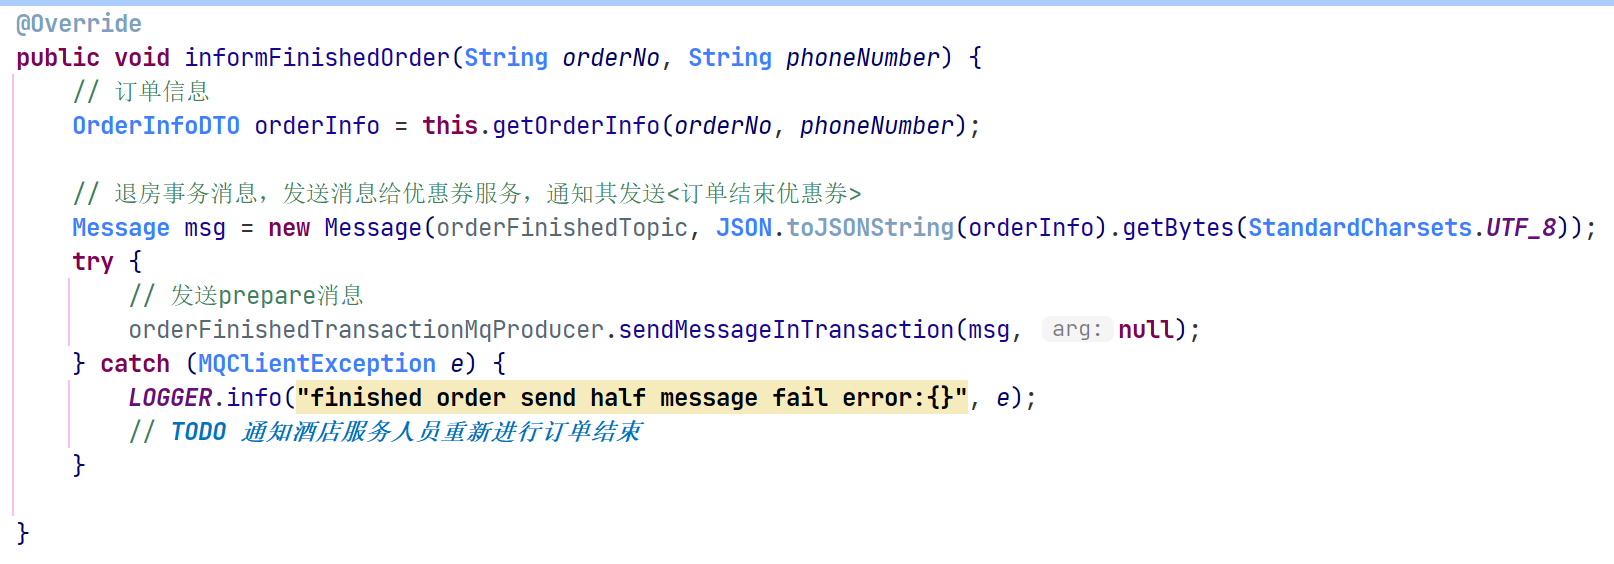 @Override
public void informFinishedOrder(String orderNo, String phoneNumber) {
// 订单信息
OrderInfoDTO orderInfo = this.getOrderInfo(orderNo, phoneNumber);
// 退房事务消息，发送消息给优惠券服务，通知其发送<订单结束优惠券>
Message msg = new Message(orderFinishedTopic, JSON.toJSONString(orderInfo).getBytes(StandardCharsets.UTF_8));
try {
// 发送prepare消息
orderFinishedTransactionMqProducer.sendMessageInTransaction(msg, arg: null);
} catch (MQClientException e) {
LOGGER.info("finished order send half message fail error:{}", e);
// TODO 通知酒店服务人员重新进行订单结束
}
}